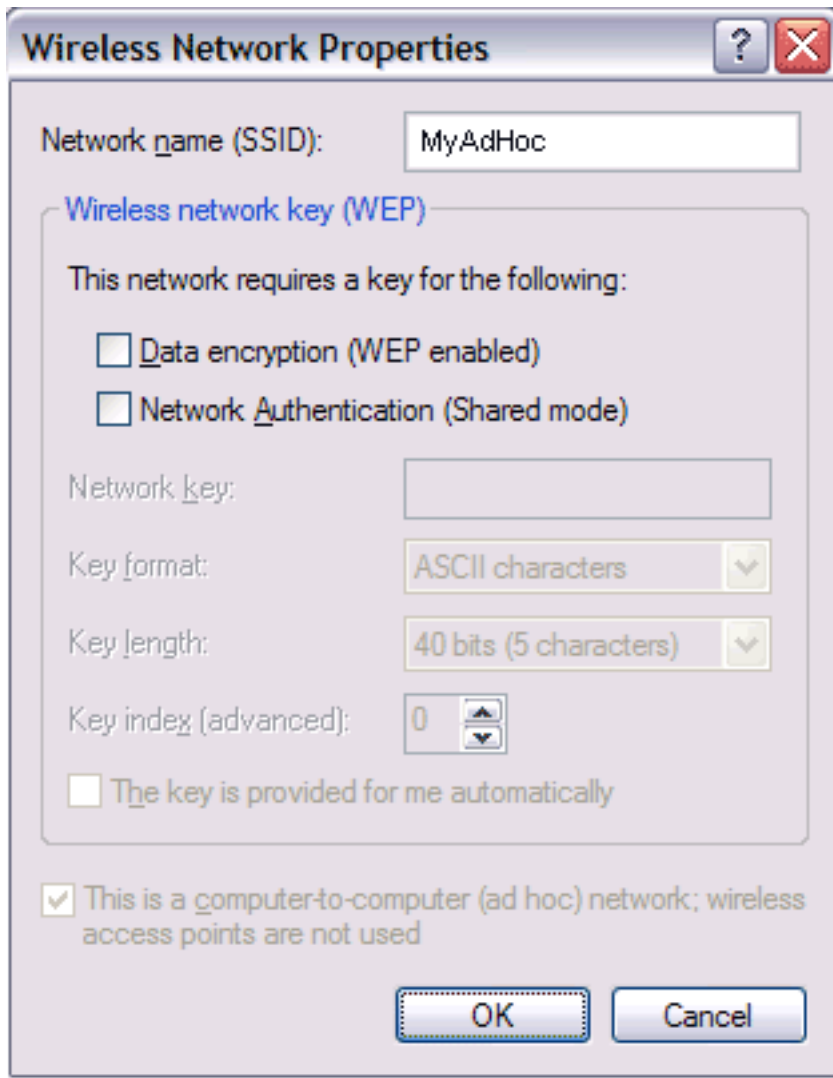 Wireless Network Properties
Network name (SSID): MyAdHoc
Wireless network key (WEP)
This network requires a key for the following:
Data encryption (WEP enabled)
Network Authentication (Shared mode)
Network key:
Key format: ASCII characters
Key length: 40 bits (5 characters)
Key index (advanced): 0
The key is provided for me automatically
This is a computer-to-computer (ad hoc) network; wireless
access points are not used
OK Cancel